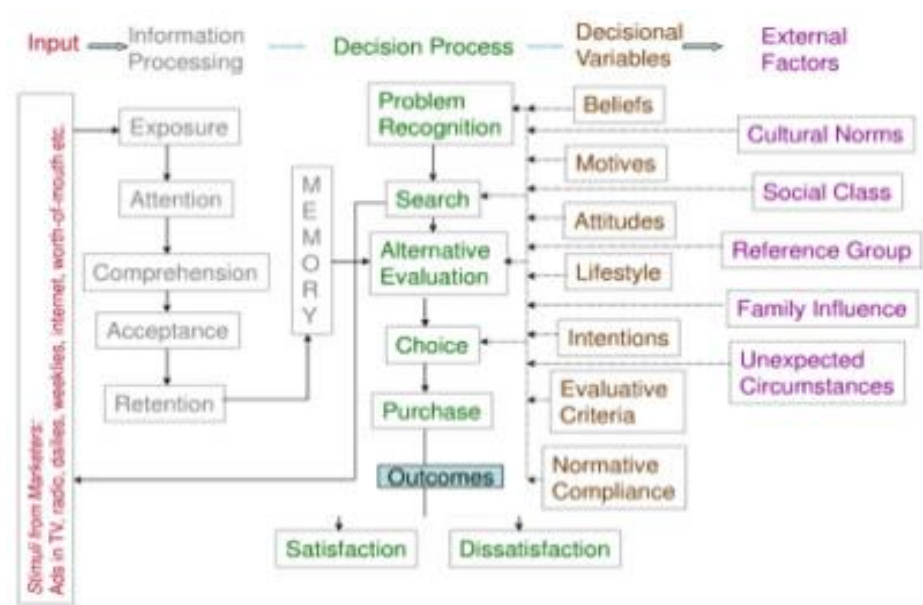 Input
Information
Processing
Decision Process
Decisional
Variables
External
Factors
Stimuli from Marketers:
Ads in TV, radio, dailies, weeklies, internet, worth-of-mouth etc.
Exposure
Attention
Comprehension
Acceptance
Retention
MEMORY
Problem
Recognition
Search
Alternative
Evaluation
Choice
Purchase
Outcomes
Satisfaction
Dissatisfaction
Beliefs
Motives
Attitudes
Lifestyle
Intentions
Evaluative
Criteria
Normative
Compliance
Cultural Norms
Social Class
Reference Group
Family Influence
Unexpected
Circumstances